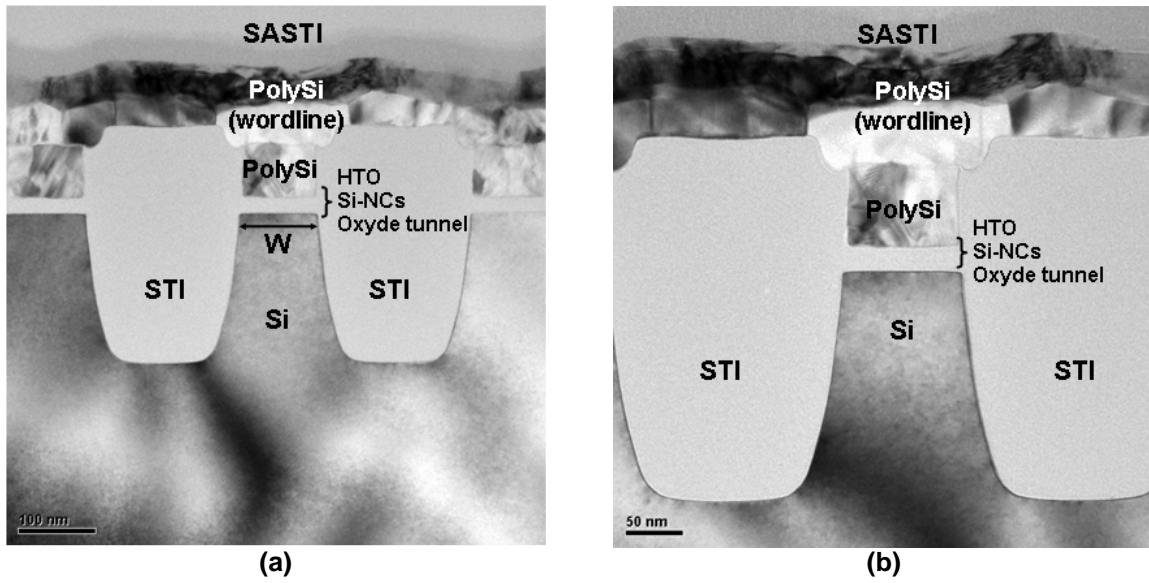 SASTI
PolySi
(wordline)
PolySi
HTO
Si-NCs
Oxyde tunnel
W
STI
STI
Si
100 nm
(a)
SASTI
PolySi
(wordline)
PolySi
HTO
Si-NCs
Oxyde tunnel
Si
STI
STI
50 nm
(b)